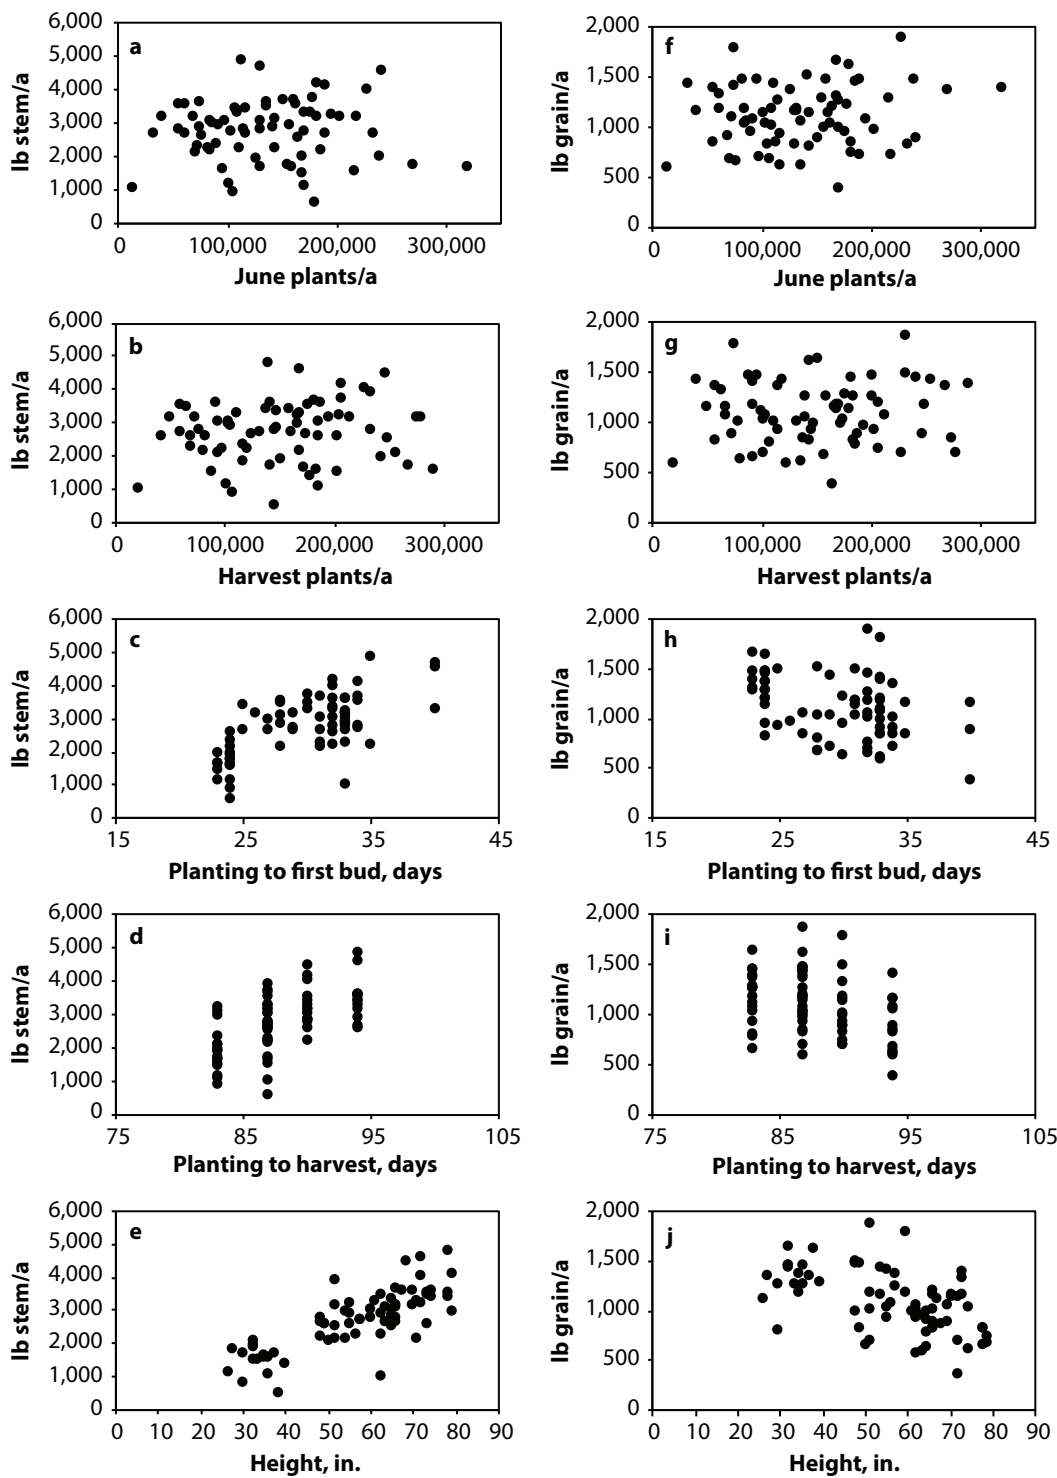 a
lb stem/a
6,000
5,000
4,000
3,000
2,000
1,000
0
0 100,000 200,000 300,000
June plants/a
f
lb grain/a
2,000
1,500
1,000
500
0
0 100,000 200,000 300,000
June plants/a
b
lb stem/a
6,000
5,000
4,000
3,000
2,000
1,000
0
0 100,000 200,000 300,000
Harvest plants/a
g
lb grain/a
2,000
1,500
1,000
500
0
0 100,000 200,000 300,000
Harvest plants/a
c
lb stem/a
6,000
5,000
4,000
3,000
2,000
1,000
0
15 25 35 45
Planting to first bud, days
h
lb grain/a
2,000
1,500
1,000
500
0
15 25 35 45
Planting to first bud, days
d
lb stem/a
6,000
5,000
4,000
3,000
2,000
1,000
0
75 85 95 105
Planting to harvest, days
i
lb grain/a
2,000
1,500
1,000
500
0
75 85 95 105
Planting to harvest, days
e
lb stem/a
6,000
5,000
4,000
3,000
2,000
1,000
0
0 10 20 30 40 50 60 70 80 90
Height, in.
j
lb grain/a
2,000
1,500
1,000
500
0
0 10 20 30 40 50 60 70 80 90
Height, in.